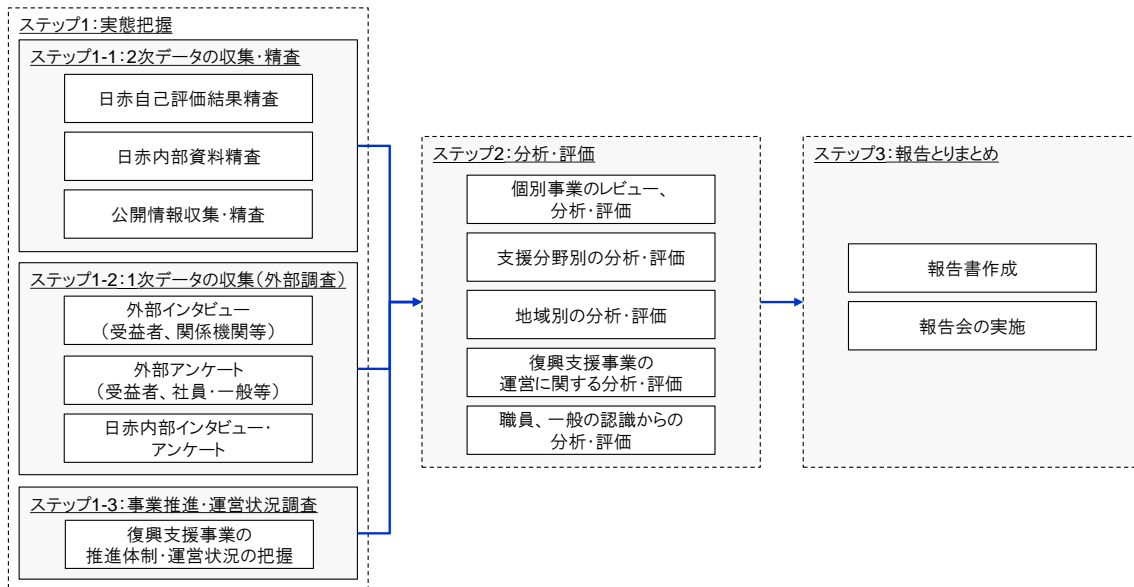 ステップ1：実態把握
ステップ1-1：2次データの収集・精査
日赤自己評価結果精査
日赤内部資料精査
公開情報収集・精査
ステップ1-2：1次データの収集（外部調査）
外部インタビュー
（受益者、関係機関等）
外部アンケート
（受益者、社員・一般等）
日赤内部インタビュー・
アンケート
ステップ1-3：事業推進・運営状況調査
復興支援事業の
推進体制・運営状況の把握
ステップ2：分析・評価
個別事業のレビュー、
分析・評価
支援分野別の分析・評価
地域別の分析・評価
復興支援事業の
運営に関する分析・評価
職員、一般の認識からの
分析・評価
ステップ3：報告とりまとめ
報告書作成
報告会の実施